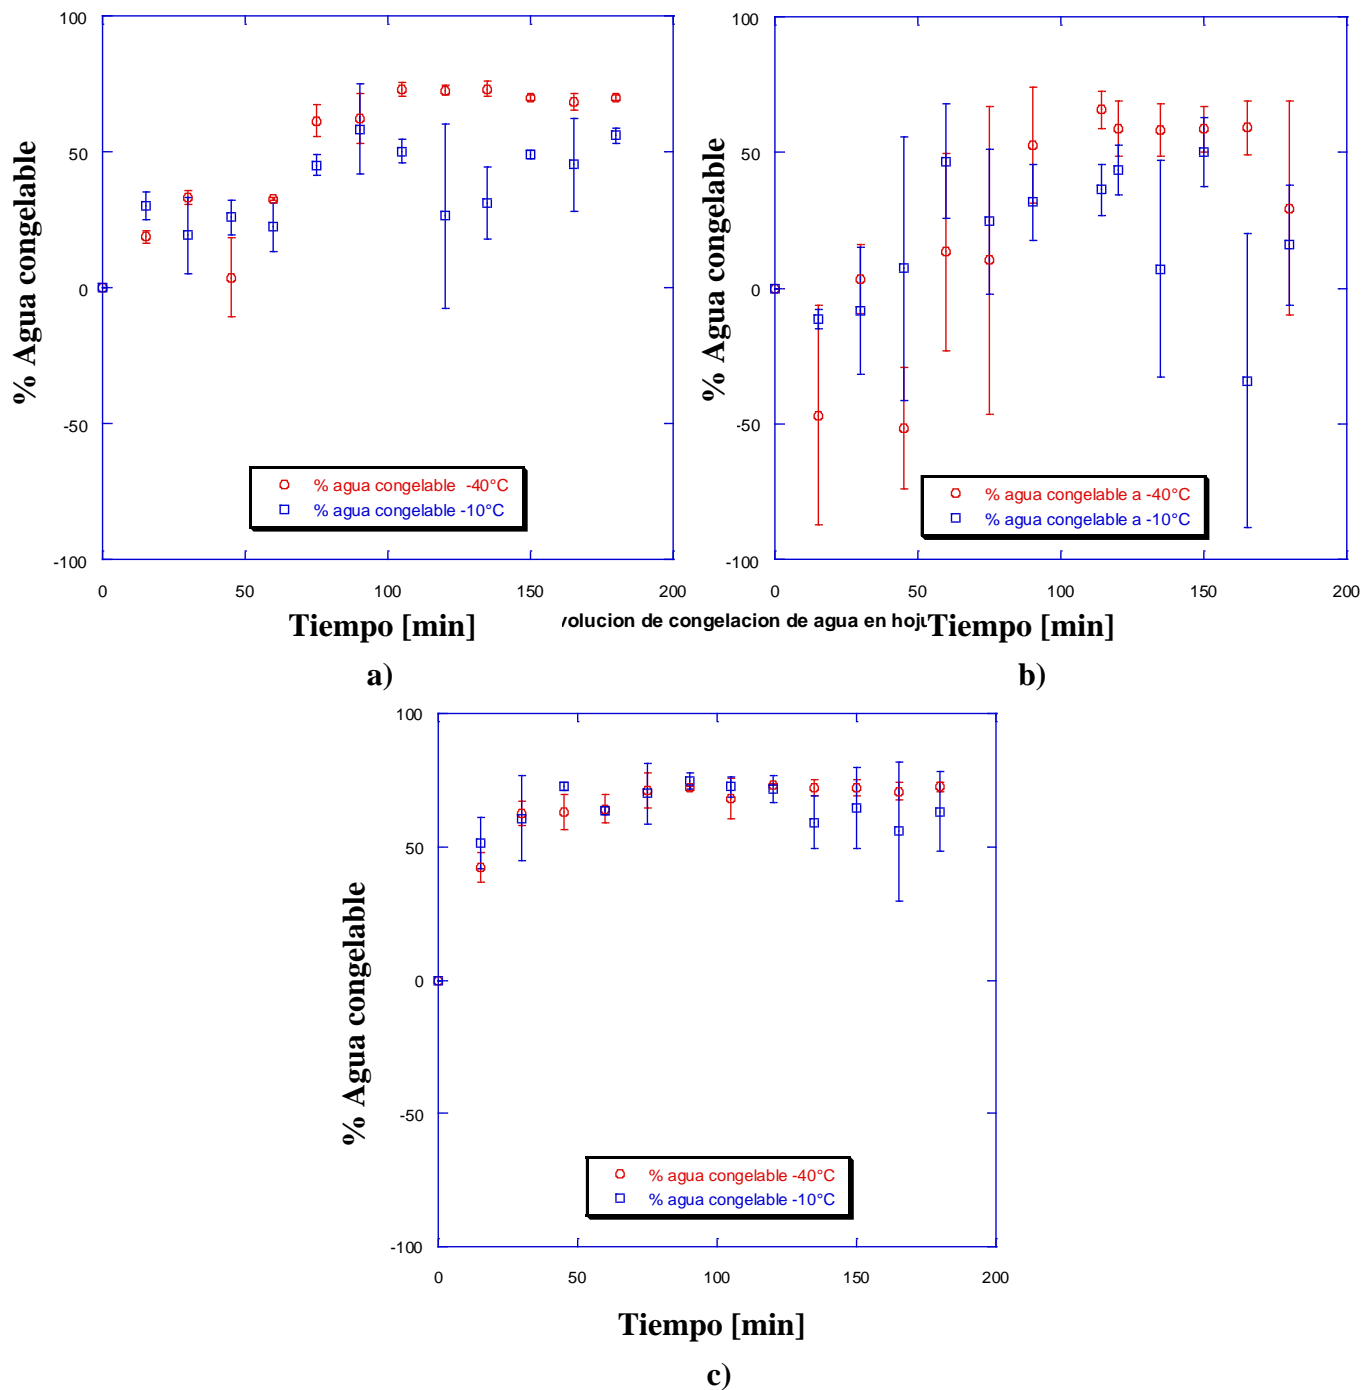 100
50
0
-50
-100
% Agua congelable
% agua congelable -40°C
% agua congelable -10°C
0 50 100 150 200
Tiempo [min]
a)
100
50
0
-50
-100
% Agua congelable
% agua congelable a -40°C
% agua congelable a -10°C
0 50 100 150 200
de congelacion de agua en
Tiempo [min]
b)
100
50
0
-50
-100
% Agua congelable
% agua congelable -40°C
% agua congelable -10°C
0 50 100 150 200
Tiempo [min]
c)